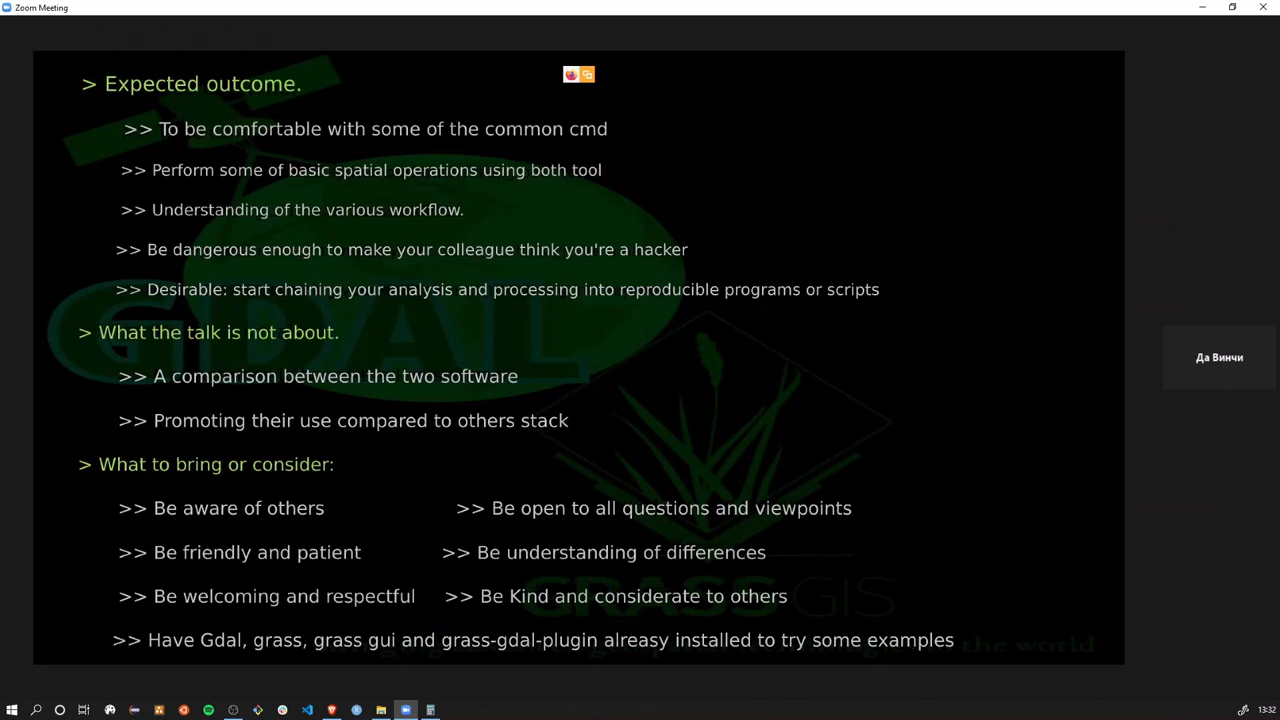 Zoom Meeting
> Expected outcome.
>> To be comfortable with some of the common cmd
>> Perform some of basic spatial operations using both tool
>> Understanding of the various workflow.
>> Be dangerous enough to make your colleague think you're a hacker
>> Desirable: start chaining your analysis and processing into reproducible programs or scripts
GDAL
> What the talk is not about.
>> A comparison between the two software
Да Винчи
>> Promoting their use compared to others stack
> What to bring or consider:
>> Be aware of others >> Be open to all questions and viewpoints
>> Be friendly and patient >> Be understanding of differences
>> Be welcoming and respectful >> Be Kind and considerate to others
GRASS GIS
>> Have Gdal, grass, grass gui and grass-gdal-plugin alreasy installed to try some examples
the world
13:32